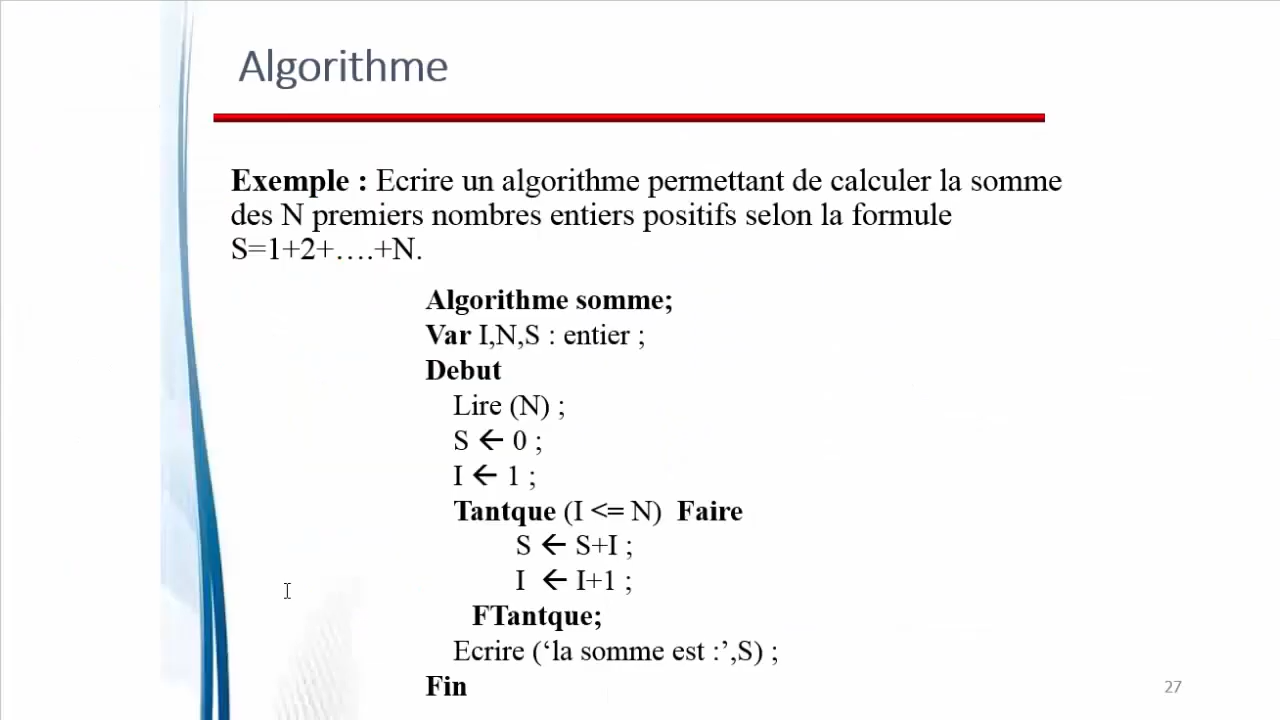 Algorithme
Exemple : Ecrire un algorithme permettant de calculer la somme
des N premiers nombres entiers positifs selon la formule
S=1+2+….+N.
Algorithme somme;
Var I,N,S : entier ;
Debut
Lire (N) ;
S ← 0 ;
I ← 1 ;
Tantque (I <= N) Faire
S ← S+I ;
I ← I+1 ;
FTantque;
Ecrire (‘la somme est :’,S) ;
Fin
27